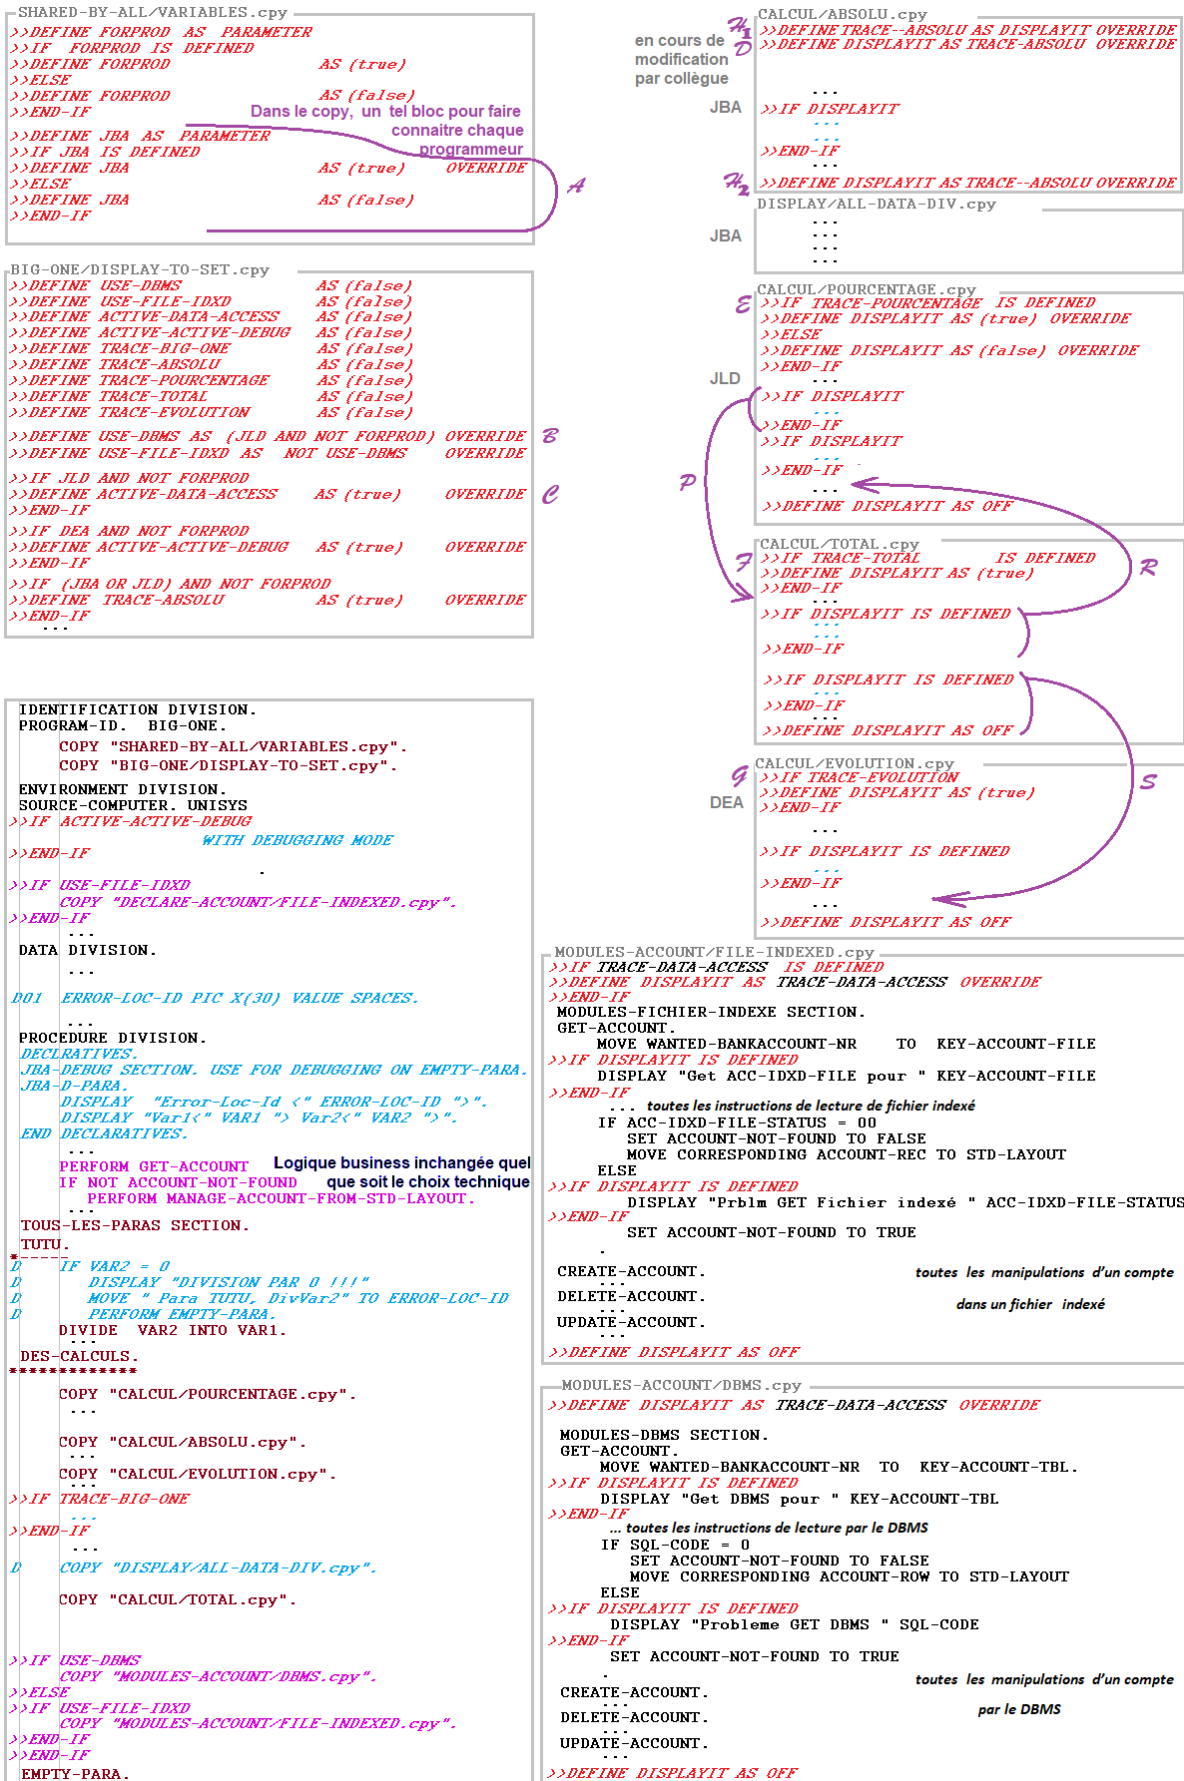 SHARED-BY-ALL/VARIABLES.cpy
>>DEFINE FORPROD AS PARAMETER
>>IF FORPROD IS DEFINED
>>DEFINE FORPROD AS (true)
>>ELSE
>>DEFINE FORPROD AS (false)
>>END-IF
Dans le copy, un tel bloc pour faire
connaitre chaque
programmeur
>>DEFINE JBA AS PARAMETER
>>IF JBA IS DEFINED
>>DEFINE JBA AS (true) OVERRIDE
>>ELSE
>>DEFINE JBA AS (false)
>>END-IF
A
BIG-ONE/DISPLAY-TO-SET.cpy
>>DEFINE USE-DBMS AS (false)
>>DEFINE USE-FILE-IDXD AS (false)
>>DEFINE ACTIVE-DATA-ACCESS AS (false)
>>DEFINE ACTIVE-ACTIVE-DEBUG AS (false)
>>DEFINE TRACE-BIG-ONE AS (false)
>>DEFINE TRACE-ABSOLU AS (false)
>>DEFINE TRACE-POURCENTAGE AS (false)
>>DEFINE TRACE-TOTAL AS (false)
>>DEFINE TRACE-EVOLUTION AS (false)
>>DEFINE USE-DBMS AS (JLD AND NOT FORPROD) OVERRIDE B
>>DEFINE USE-FILE-IDXD AS NOT USE-DBMS OVERRIDE
>>IF JLD AND NOT FORPROD
>>DEFINE ACTIVE-DATA-ACCESS AS (true) OVERRIDE C
>>END-IF
>>IF DEA AND NOT FORPROD
>>DEFINE ACTIVE-ACTIVE-DEBUG AS (true) OVERRIDE
>>END-IF
>>IF (JBA OR JLD) AND NOT FORPROD
>>DEFINE TRACE-ABSOLU AS (true) OVERRIDE
>>END-IF
...
IDENTIFICATION DIVISION.
PROGRAM-ID. BIG-ONE.
COPY "SHARED-BY-ALL/VARIABLES.cpy".
COPY "BIG-ONE/DISPLAY-TO-SET.cpy".
ENVIRONMENT DIVISION.
SOURCE-COMPUTER. UNISYS
>>IF ACTIVE-ACTIVE-DEBUG
WITH DEBUGGING MODE
>>END-IF
.
>>IF USE-FILE-IDXD
COPY "DECLARE-ACCOUNT/FILE-INDEXED.cpy".
>>END-IF
...
DATA DIVISION.
...
D01 ERROR-LOC-ID PIC X(30) VALUE SPACES.
...
PROCEDURE DIVISION.
DECLRATIVES.
JBA-DEBUG SECTION. USE FOR DEBUGGING ON EMPTY-PARA.
JBA-D-PARA.
DISPLAY "Error-Loc-Id <" ERROR-LOC-ID ">".
DISPLAY "Var1<" VAR1 "> Var2<" VAR2 ">".
END DECLARATIVES.
...
PERFORM GET-ACCOUNT Logique business inchangée quel
IF NOT ACCOUNT-NOT-FOUND que soit le choix technique
PERFORM MANAGE-ACCOUNT-FROM-STD-LAYOUT.
...
TOUS-LES-PARAS SECTION.
TUTU.
*-----
D IF VAR2 = 0
D DISPLAY "DIVISION PAR 0 !!!"
D MOVE " Para TUTU, DivVar2" TO ERROR-LOC-ID
D PERFORM EMPTY-PARA.
DIVIDE VAR2 INTO VAR1.
...
DES-CALCULS.
*************
COPY "CALCUL/POURCENTAGE.cpy".
...
COPY "CALCUL/ABSOLU.cpy".
...
COPY "CALCUL/EVOLUTION.cpy".
...
>>IF TRACE-BIG-ONE
...
>>END-IF
...
D COPY "DISPLAY/ALL-DATA-DIV.cpy".
COPY "CALCUL/TOTAL.cpy".
>>IF USE-DBMS
COPY "MODULES-ACCOUNT/DBMS.cpy".
>>ELSE
>>IF USE-FILE-IDXD
COPY "MODULES-ACCOUNT/FILE-INDEXED.cpy".
>>END-IF
>>END-IF
EMPTY-PARA.
CALCUL/ABSOLU.cpy
H1 >>DEFINE TRACE--ABSOLU AS DISPLAYIT OVERRIDE
D >>DEFINE DISPLAYIT AS TRACE-ABSOLU OVERRIDE
en cours de
modification
par collègue
...
JBA >>IF DISPLAYIT
...
...
>>END-IF
...
H2 >>DEFINE DISPLAYIT AS TRACE--ABSOLU OVERRIDE
DISPLAY/ALL-DATA-DIV.cpy
...
JBA ...
...
...
CALCUL/POURCENTAGE.cpy
E >>IF TRACE-POURCENTAGE IS DEFINED
>>DEFINE DISPLAYIT AS (true) OVERRIDE
>>ELSE
>>DEFINE DISPLAYIT AS (false) OVERRIDE
>>END-IF
JLD ...
>>IF DISPLAYIT
...
>>END-IF
>>IF DISPLAYIT
...
P >>END-IF
...
>>DEFINE DISPLAYIT AS OFF
CALCUL/TOTAL.cpy
F >>IF TRACE-TOTAL IS DEFINED R
>>DEFINE DISPLAYIT AS (true)
>>END-IF
...
>>IF DISPLAYIT IS DEFINED
...
...
>>END-IF
>>IF DISPLAYIT IS DEFINED
...
>>END-IF
...
>>DEFINE DISPLAYIT AS OFF
CALCUL/EVOLUTION.cpy
G >>IF TRACE-EVOLUTION S
>>DEFINE DISPLAYIT AS (true)
DEA >>END-IF
...
>>IF DISPLAYIT IS DEFINED
...
>>END-IF
...
>>DEFINE DISPLAYIT AS OFF
MODULES-ACCOUNT/FILE-INDEXED.cpy
>>IF TRACE-DATA-ACCESS IS DEFINED
>>DEFINE DISPLAYIT AS TRACE-DATA-ACCESS OVERRIDE
>>END-IF
MODULES-FICHIER-INDEXE SECTION.
GET-ACCOUNT.
MOVE WANTED-BANKACCOUNT-NR TO KEY-ACCOUNT-FILE
>>IF DISPLAYIT IS DEFINED
DISPLAY "Get ACC-IDXD-FILE pour " KEY-ACCOUNT-FILE
>>END-IF
... toutes les instructions de lecture de fichier indexé
IF ACC-IDXD-FILE-STATUS = 00
SET ACCOUNT-NOT-FOUND TO FALSE
MOVE CORRESPONDING ACCOUNT-REC TO STD-LAYOUT
ELSE
>>IF DISPLAYIT IS DEFINED
DISPLAY "Prblm GET Fichier indexé " ACC-IDXD-FILE-STATUS
>>END-IF
SET ACCOUNT-NOT-FOUND TO TRUE
.
CREATE-ACCOUNT. toutes les manipulations d'un compte
...
DELETE-ACCOUNT. dans un fichier indexé
...
UPDATE-ACCOUNT.
...
>>DEFINE DISPLAYIT AS OFF
MODULES-ACCOUNT/DBMS.cpy
>>DEFINE DISPLAYIT AS TRACE-DATA-ACCESS OVERRIDE
MODULES-DBMS SECTION.
GET-ACCOUNT.
MOVE WANTED-BANKACCOUNT-NR TO KEY-ACCOUNT-TBL.
>>IF DISPLAYIT IS DEFINED
DISPLAY "Get DBMS pour " KEY-ACCOUNT-TBL
>>END-IF
... toutes les instructions de lecture par le DBMS
IF SQL-CODE = 0
SET ACCOUNT-NOT-FOUND TO FALSE
MOVE CORRESPONDING ACCOUNT-ROW TO STD-LAYOUT
ELSE
>>IF DISPLAYIT IS DEFINED
DISPLAY "Probleme GET DBMS " SQL-CODE
>>END-IF
SET ACCOUNT-NOT-FOUND TO TRUE
.
toutes les manipulations d'un compte
CREATE-ACCOUNT.
...
par le DBMS
DELETE-ACCOUNT.
...
UPDATE-ACCOUNT.
...
>>DEFINE DISPLAYIT AS OFF